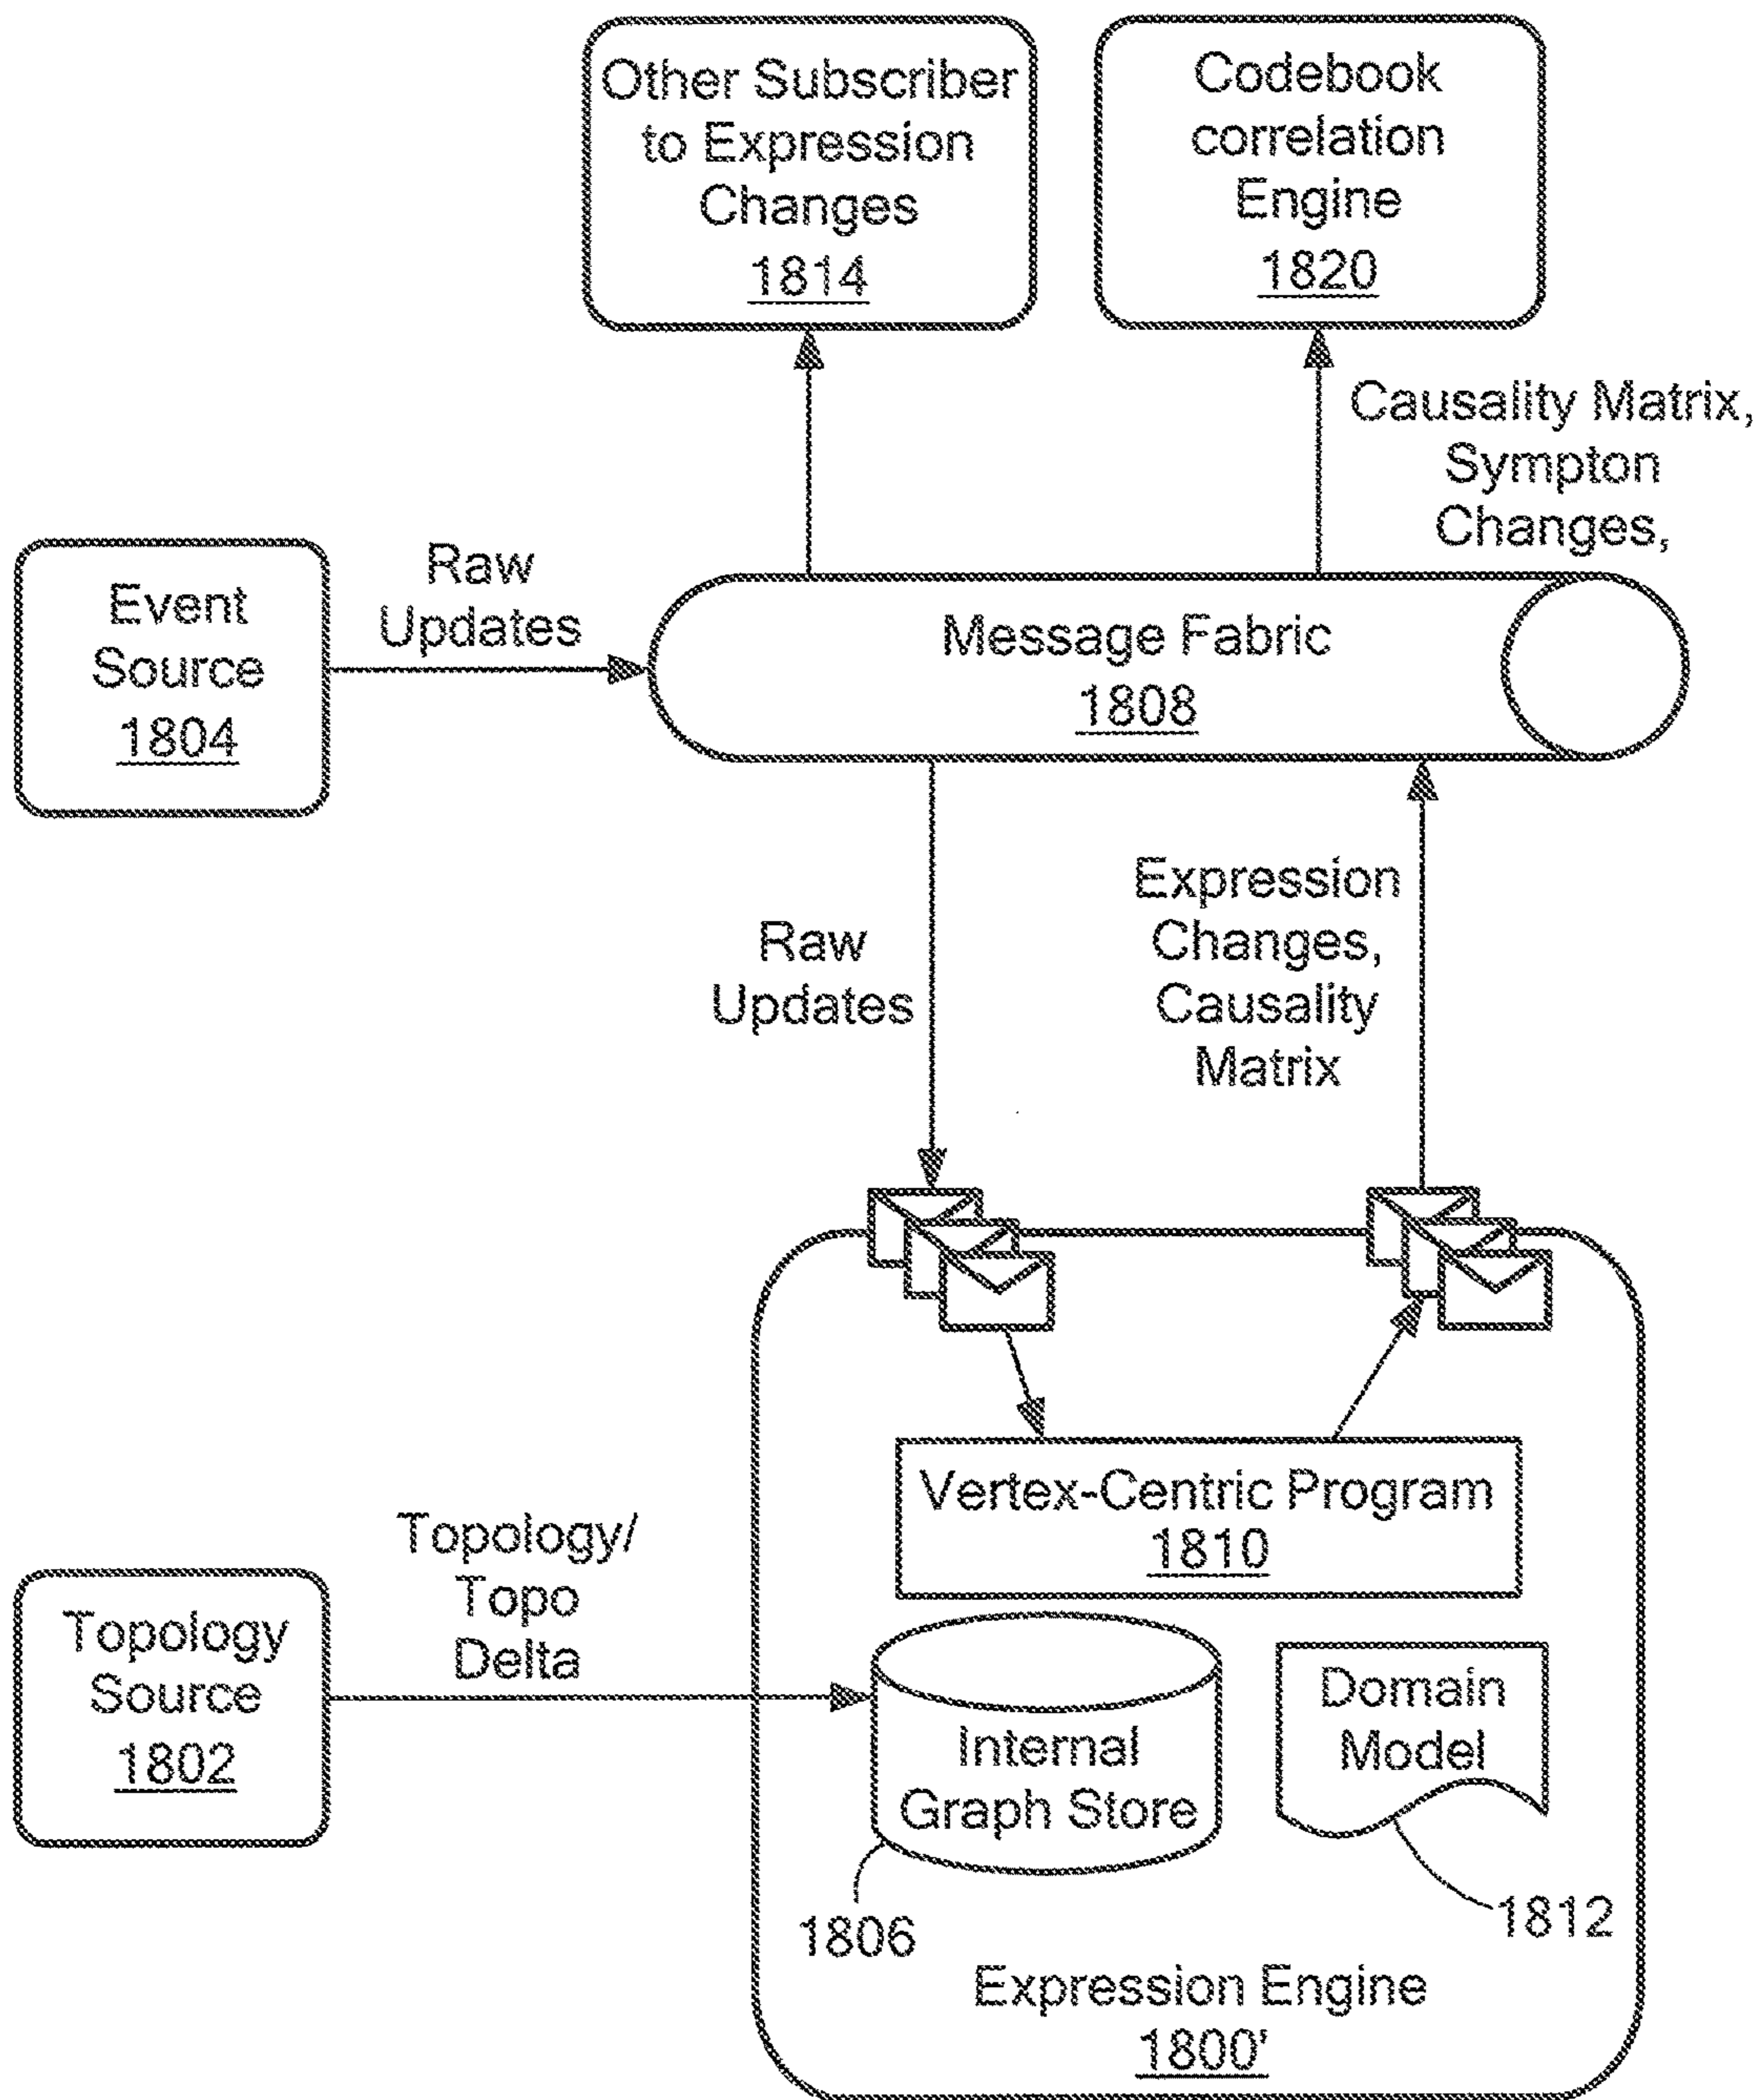 Other Subscriber
to Expression
Changes
1814
Codebook
correlation
Engine
1820
Causality Matrix,
Sympton
Changes,
Event
Source
1804
Raw
Updates
Message Fabric
1808
Raw
Updates
Expression
Changes,
Causality
Matrix
Vertex-Centric Program
1810
Topology/
Topo
Delta
Topology
Source
1802
Internal
Graph Store
Domain
Model
1806
1812
Expression Engine
1800'